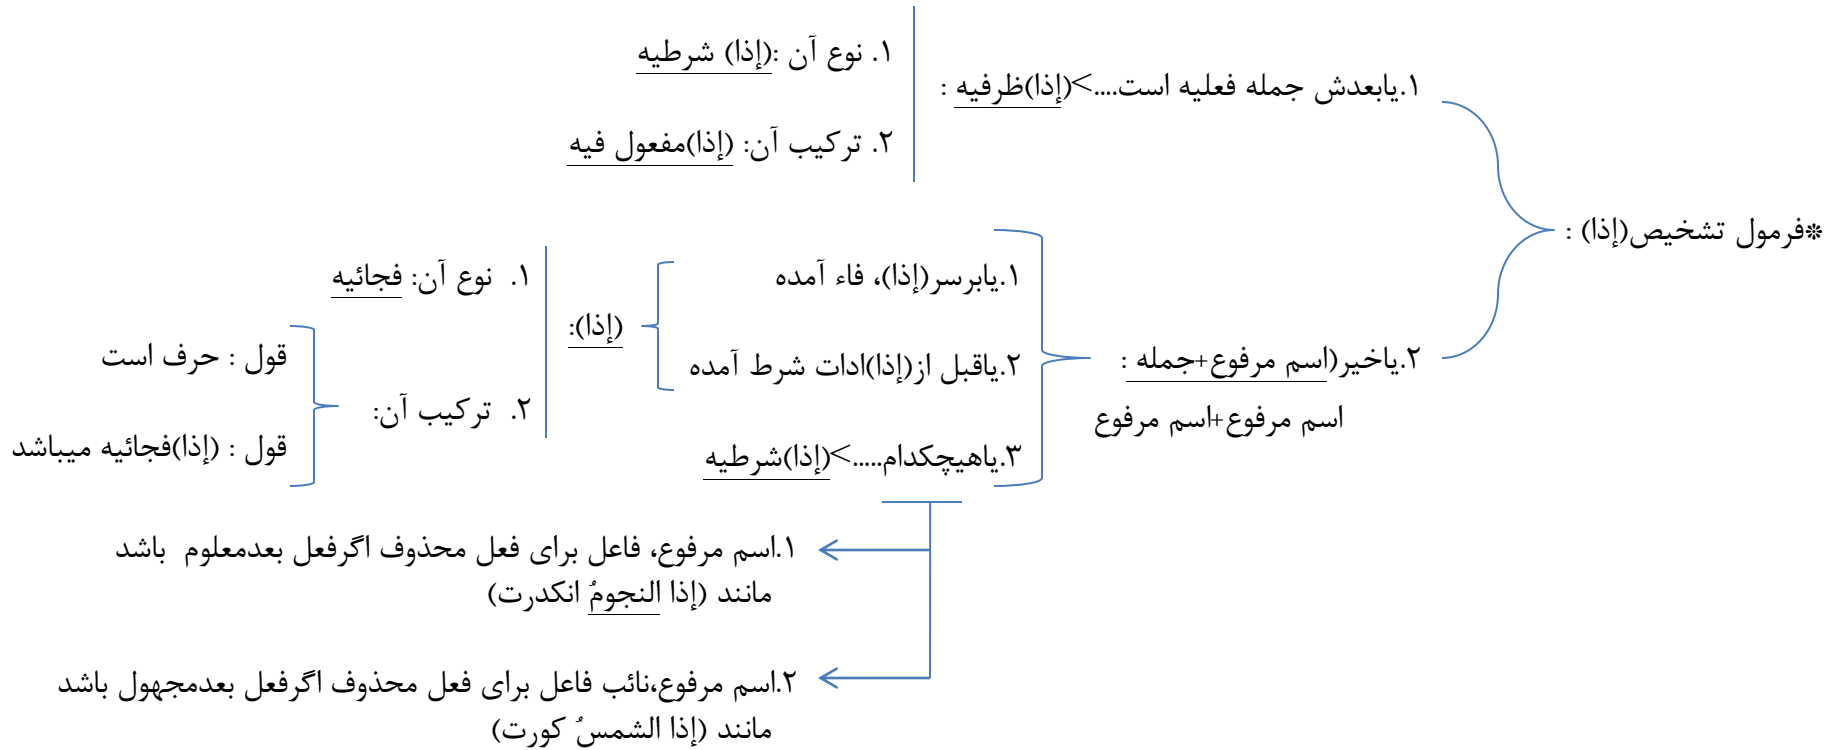 *فرمول تشخیص(إذا) :
۱.یابعدش جمله فعلیه است....>(إذا)ظرفیه :
۱. نوع آن :(إذا) شرطیه
۲. ترکیب آن: (إذا)مفعول فیه
۲.یاخیر(اسم مرفوع+جمله :
اسم مرفوع+اسم مرفوع
۱.یابرسر(إذا)، فاء آمده
۲.یاقبل از(إذا)ادات شرط آمده
(إذا):
۱. نوع آن: فجائیه
۲. ترکیب آن:
قول : حرف است
قول : (إذا)فجائیه میباشد
۳.یاهیچکدام.....>(إذا)شرطیه
۱.اسم مرفوع، فاعل برای فعل محذوف اگرفعل بعدمعلوم باشد
مانند (إذا النجومُ انکدرت)
۲.اسم مرفوع،نائب فاعل برای فعل محذوف اگرفعل بعدمجهول باشد
مانند (إذا الشمسُ کورت)